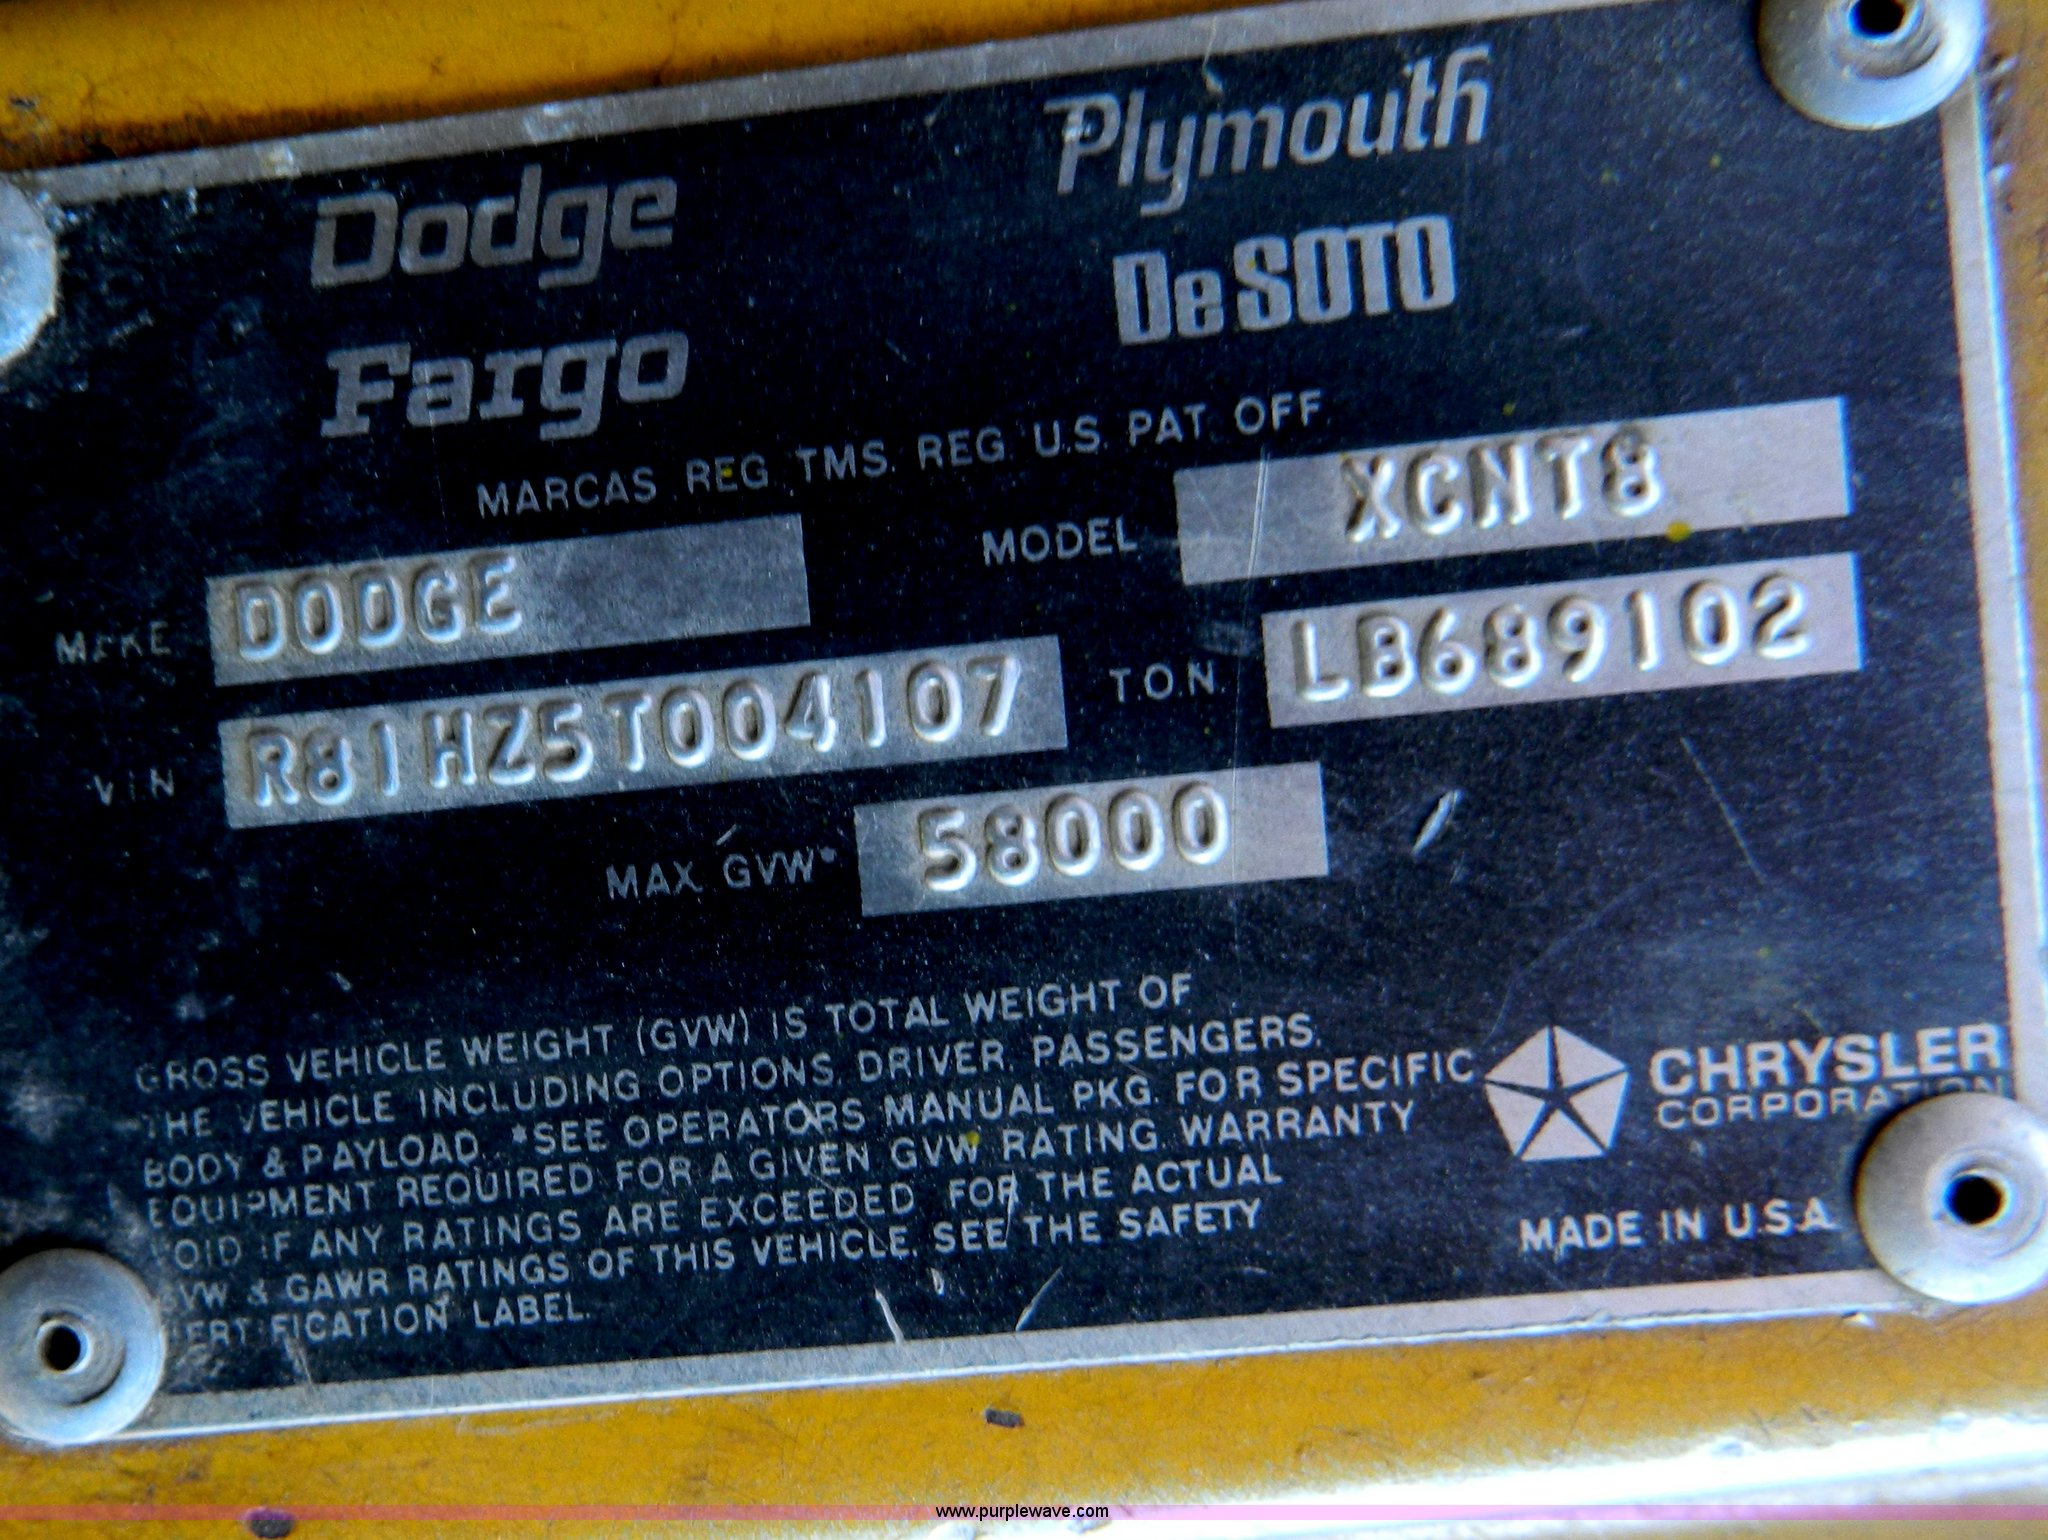 Dodge Plymouth
Fargo DeSOTO
MARCAS REG. TMS. REG. U.S. PAT. OFF.
MAKE DODGE MODEL XCNT8
VIN R81HZ5T004107 T.O.N. LB689102
MAX GVW* 58000
GROSS VEHICLE WEIGHT (GVW) IS TOTAL WEIGHT OF
THE VEHICLE INCLUDING OPTIONS, DRIVER, PASSENGERS,
BODY & PAYLOAD. *SEE OPERATORS MANUAL PKG. FOR SPECIFIC
EQUIPMENT REQUIRED FOR A GIVEN GVW RATING. WARRANTY
VOID IF ANY RATINGS ARE EXCEEDED. FOR THE ACTUAL
GVW & GAWR RATINGS OF THIS VEHICLE, SEE THE SAFETY
CERTIFICATION LABEL.
CHRYSLER
CORPORATION
MADE IN U.S.A.
www.purplewave.com